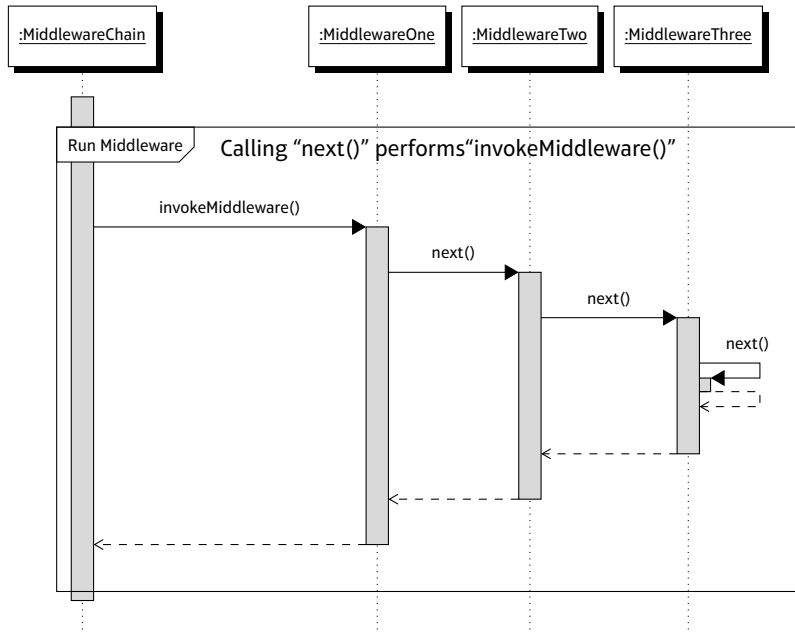 :MiddlewareChain
:MiddlewareOne
:MiddlewareTwo
:MiddlewareThree
Run Middleware
Calling “next()” performs“invokeMiddleware()”
invokeMiddleware()
next()
next()
next()